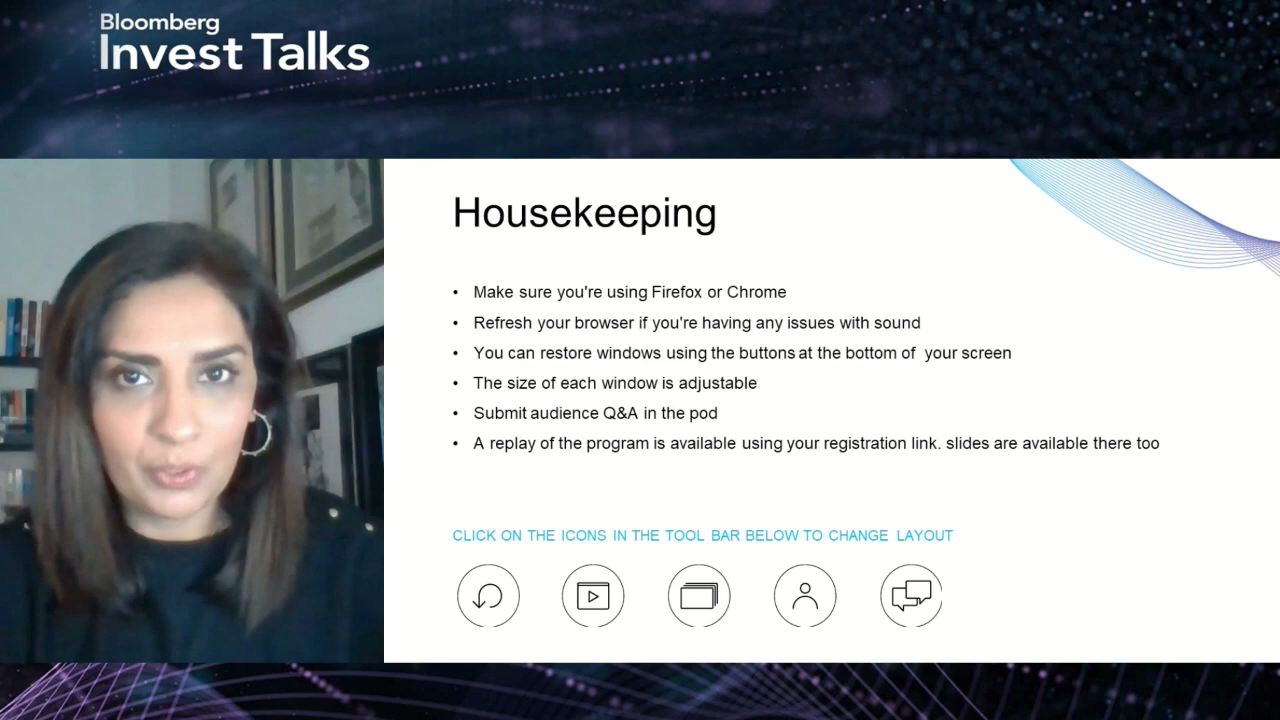 Bloomberg
Invest Talks
Housekeeping
• Make sure you're using Firefox or Chrome
• Refresh your browser if you're having any issues with sound
• You can restore windows using the buttons at the bottom of your screen
• The size of each window is adjustable
• Submit audience Q&A in the pod
• A replay of the program is available using your registration link. slides are available there too
CLICK ON THE ICONS IN THE TOOL BAR BELOW TO CHANGE LAYOUT